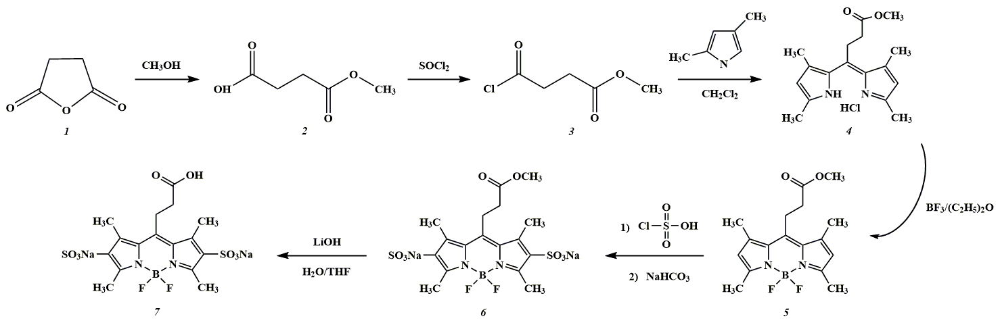 O
O
O
1
CH3OH
O
OH
O
CH3
O
2
SOCl2
O
Cl
O
CH3
O
3
CH3
H3C
N
CH2Cl2
O
OCH3
H3C
CH3
NH
N
HCl
H3C
CH3
4
BF3/(C2H5)2O
O
OCH3
H3C
CH3
N
N
B
F
F
H3C
CH3
5
1)
O
Cl
S
OH
O
2) NaHCO3
O
OCH3
H3C
CH3
SO3Na
SO3Na
N
N
B
F
F
H3C
CH3
6
LiOH
H2O/THF
O
OH
H3C
CH3
SO3Na
SO3Na
N
N
B
F
F
H3C
CH3
7